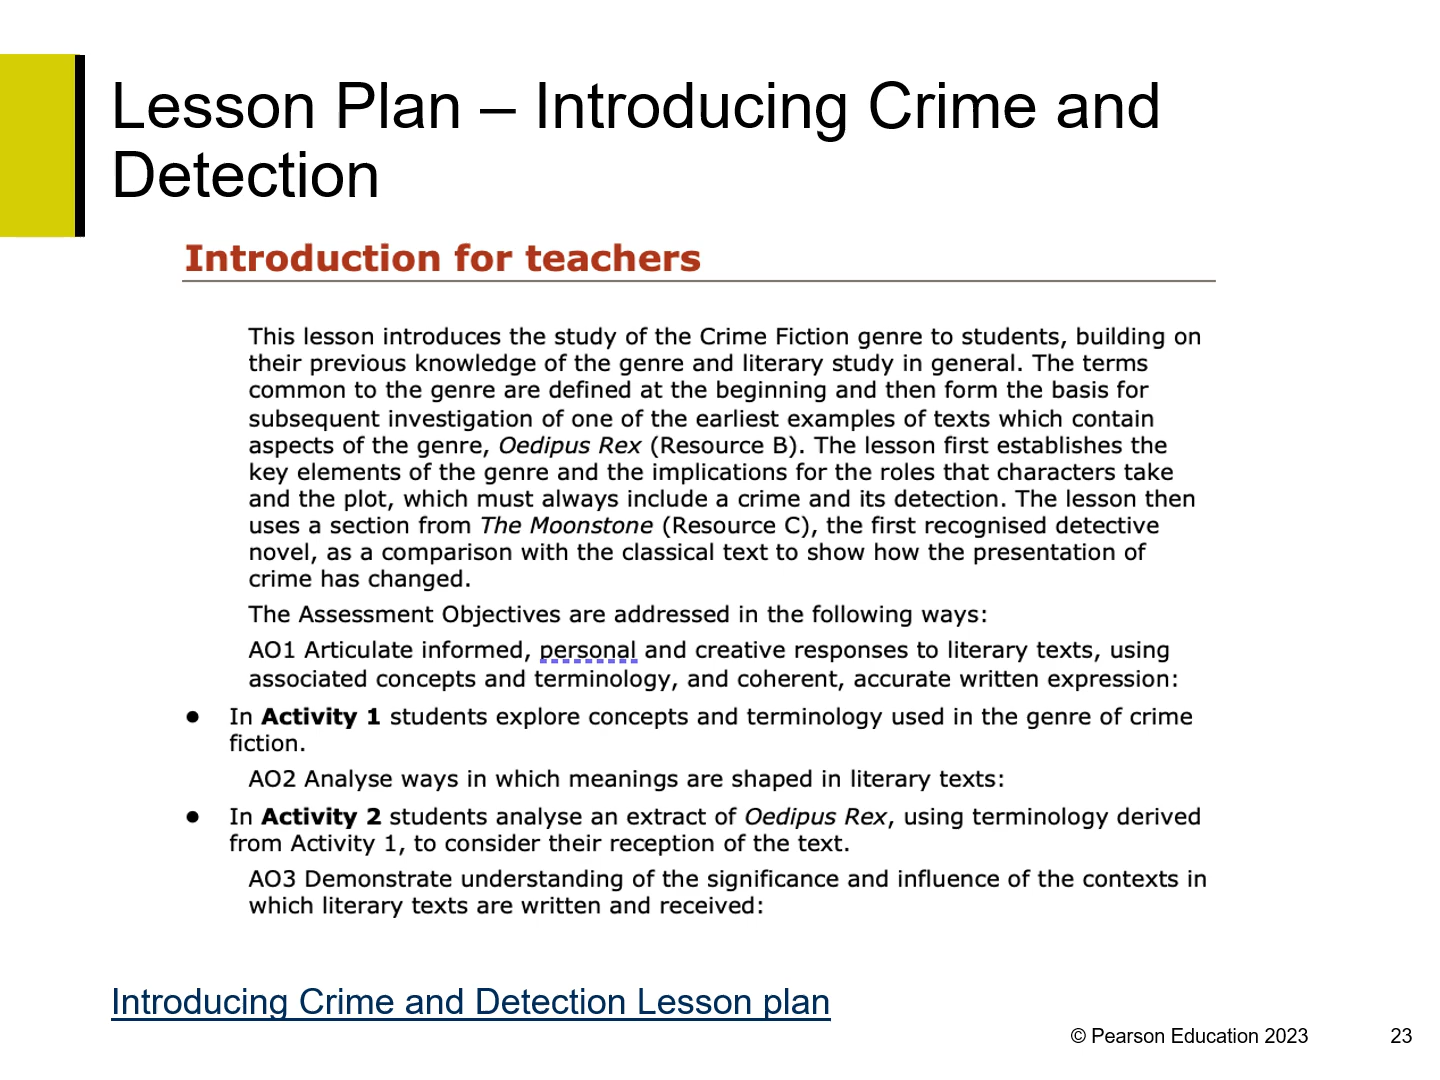 Lesson Plan – Introducing Crime and
Detection
Introduction for teachers
This lesson introduces the study of the Crime Fiction genre to students, building on
their previous knowledge of the genre and literary study in general. The terms
common to the genre are defined at the beginning and then form the basis for
subsequent investigation of one of the earliest examples of texts which contain
aspects of the genre, Oedipus Rex (Resource B). The lesson first establishes the
key elements of the genre and the implications for the roles that characters take
and the plot, which must always include a crime and its detection. The lesson then
uses a section from The Moonstone (Resource C), the first recognised detective
novel, as a comparison with the classical text to show how the presentation of
crime has changed.
The Assessment Objectives are addressed in the following ways:
AO1 Articulate informed, personal and creative responses to literary texts, using
associated concepts and terminology, and coherent, accurate written expression:
● In Activity 1 students explore concepts and terminology used in the genre of crime
fiction.
AO2 Analyse ways in which meanings are shaped in literary texts:
● In Activity 2 students analyse an extract of Oedipus Rex, using terminology derived
from Activity 1, to consider their reception of the text.
AO3 Demonstrate understanding of the significance and influence of the contexts in
which literary texts are written and received:
Introducing Crime and Detection Lesson plan
© Pearson Education 2023 23